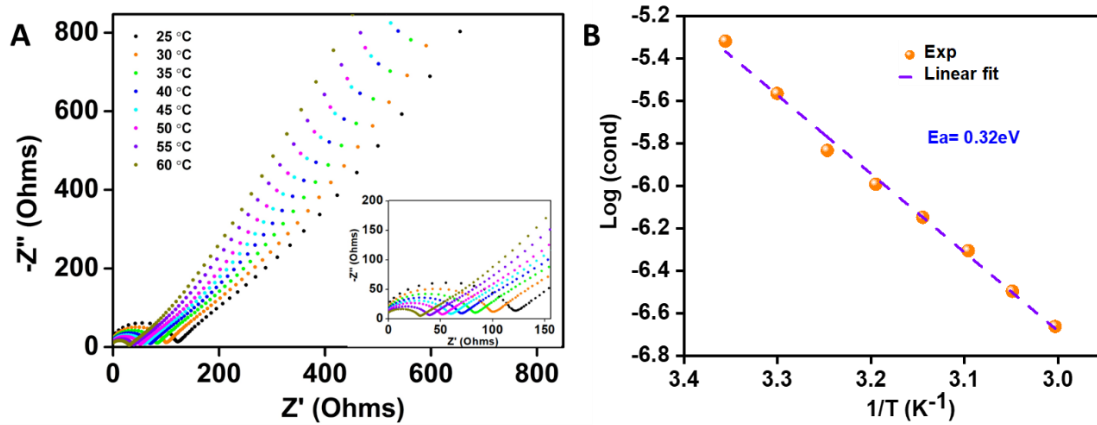 A
800
600
400
200
0
-Z" (Ohms)
25 °C
30 °C
35 °C
40 °C
45 °C
50 °C
55 °C
60 °C
200
150
100
50
0
-Z" (Ohms)
0 50 100 150
Z' (Ohms)
0 200 400 600 800
Z' (Ohms)
B
-5.2
-5.6
-5.8
-6.0
-6.2
-6.4
-6.6
-6.8
Log (cond)
Exp
Linear fit
Ea= 0.32eV
3.4 3.3 3.2 3.1 3.0
1/T (K⁻¹)